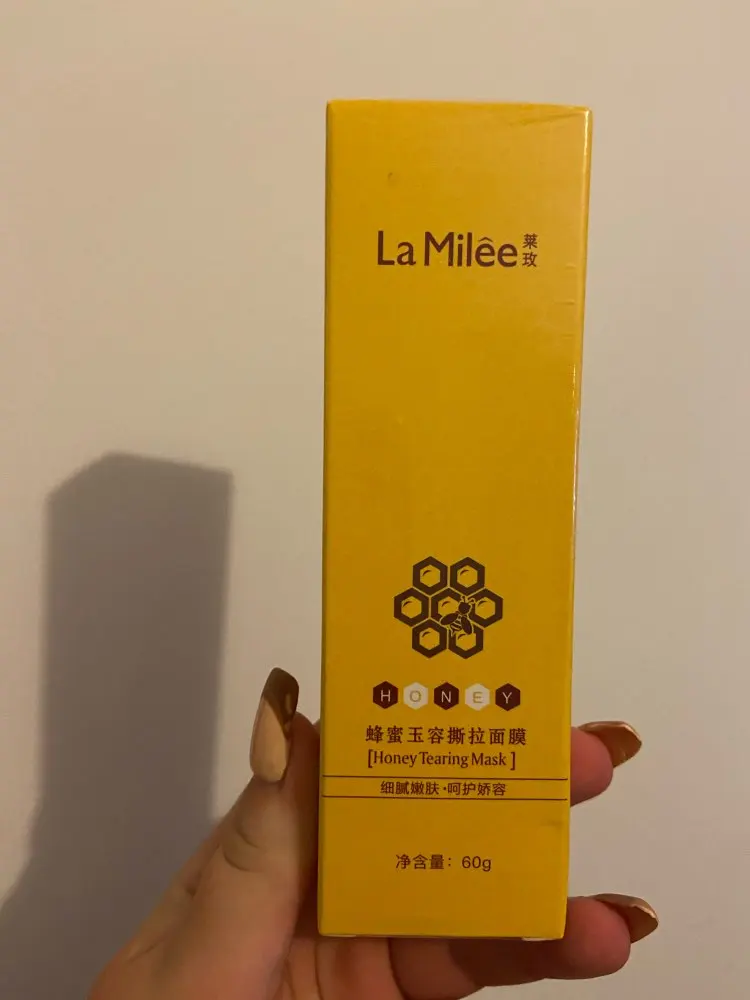 La Milêe 莱玫
HONEY
蜂蜜玉容撕拉面膜
[Honey Tearing Mask]
细腻嫩肤·呵护娇容
净含量：60g